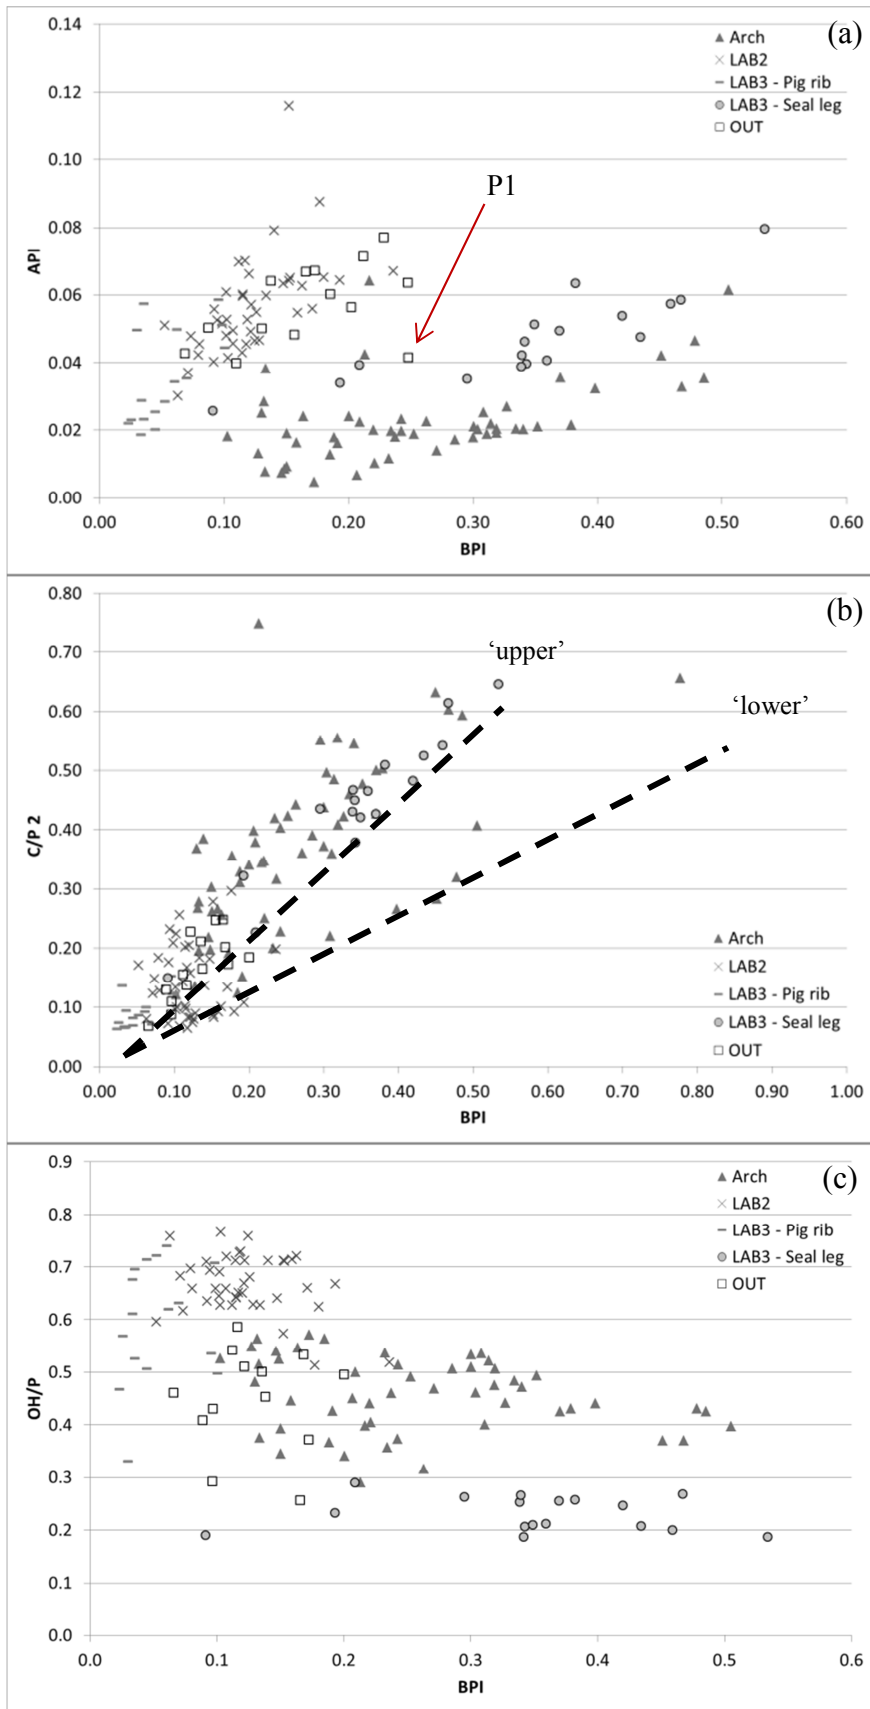 (a)
0.14
0.12
0.10
0.08
0.06
0.04
0.02
0.00
API
Arch
LAB2
LAB3 - Pig rib
LAB3 - Seal leg
OUT
P1
0.00 0.10 0.20 0.30 0.40 0.50 0.60
BPI
(b)
0.80
0.70
0.60
0.50
0.40
0.30
0.20
0.10
0.00
C/P 2
‘upper’
‘lower’
Arch
LAB2
LAB3 - Pig rib
LAB3 - Seal leg
OUT
0.00 0.10 0.20 0.30 0.40 0.50 0.60 0.70 0.80 0.90 1.00
BPI
(c)
0.9
0.8
0.7
0.6
0.5
0.4
0.3
0.2
0.1
0.0
OH/P
Arch
LAB2
LAB3 - Pig rib
LAB3 - Seal leg
OUT
0.0 0.1 0.2 0.3 0.4 0.5 0.6
BPI